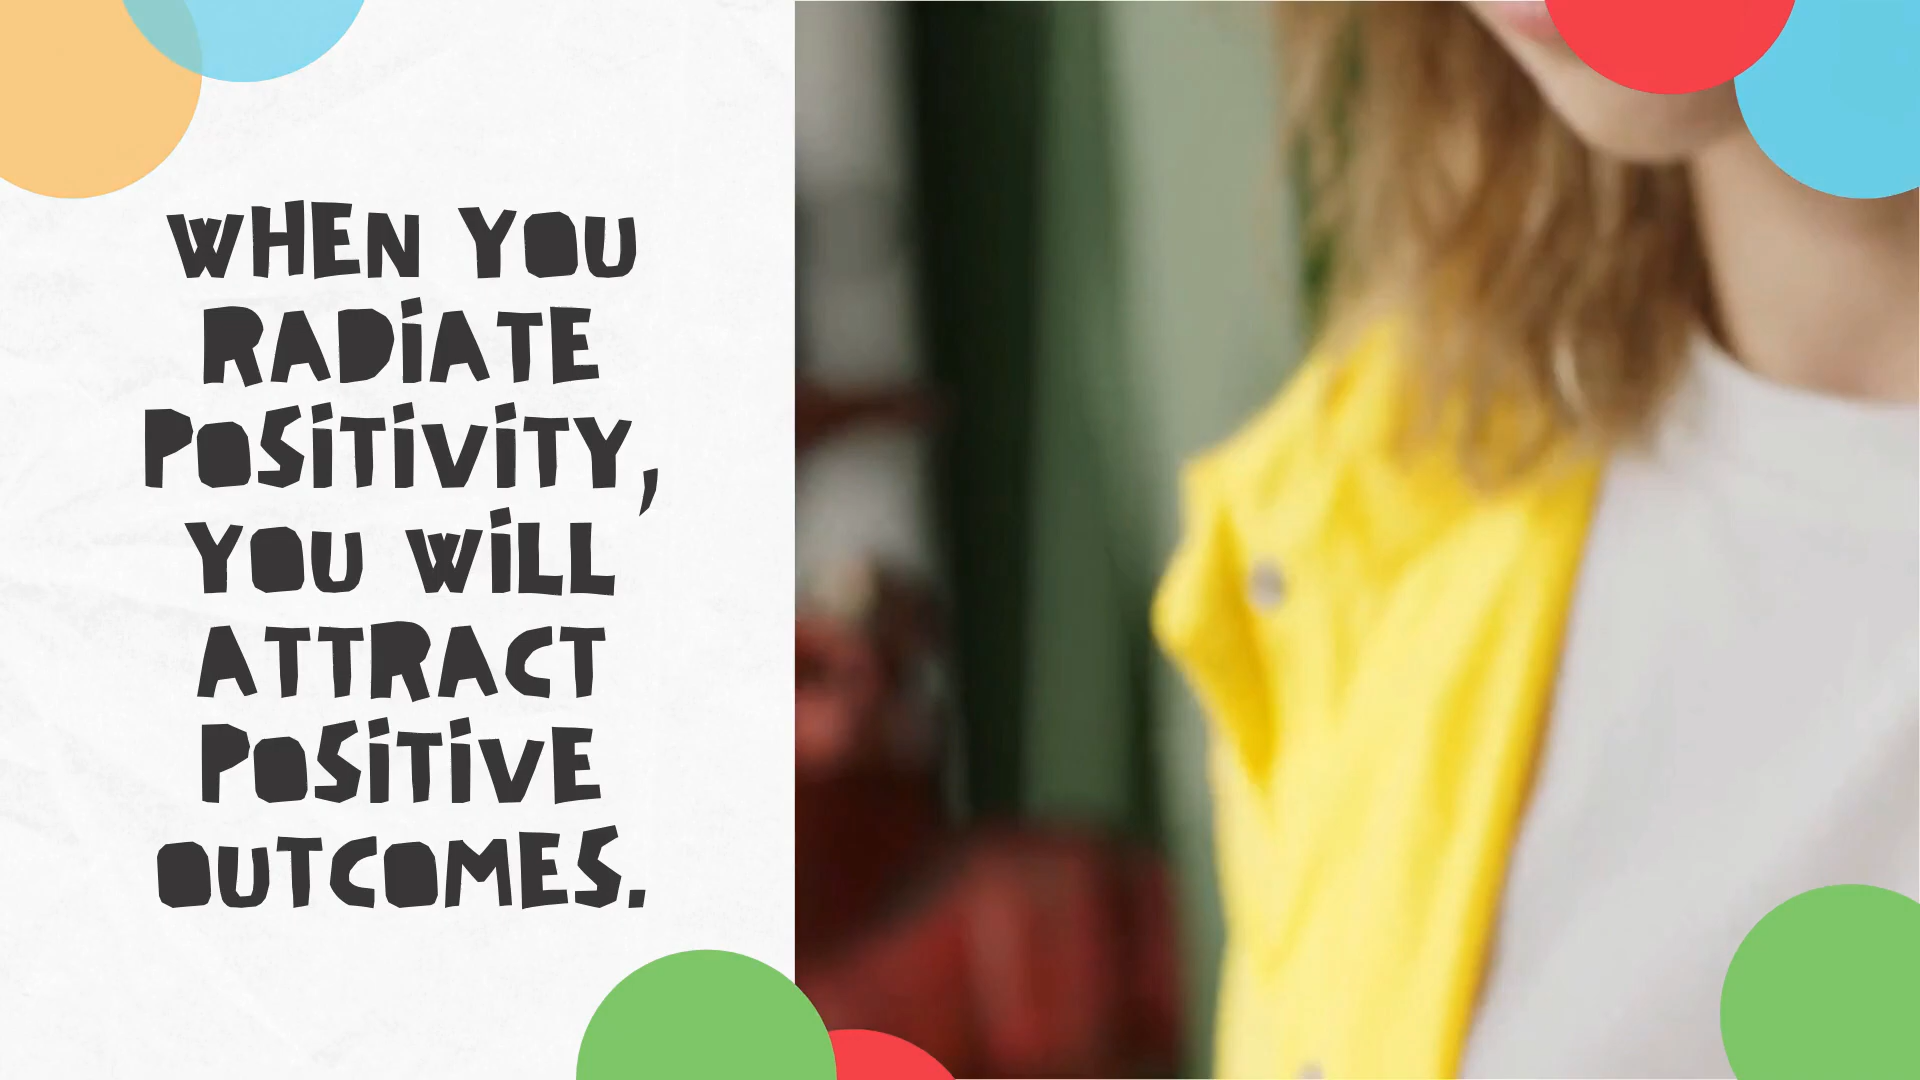 WHEN YOU
RADIATE
POSITIVITY,
YOU WILL
ATTRACT
POSITIVE
OUTCOMES.